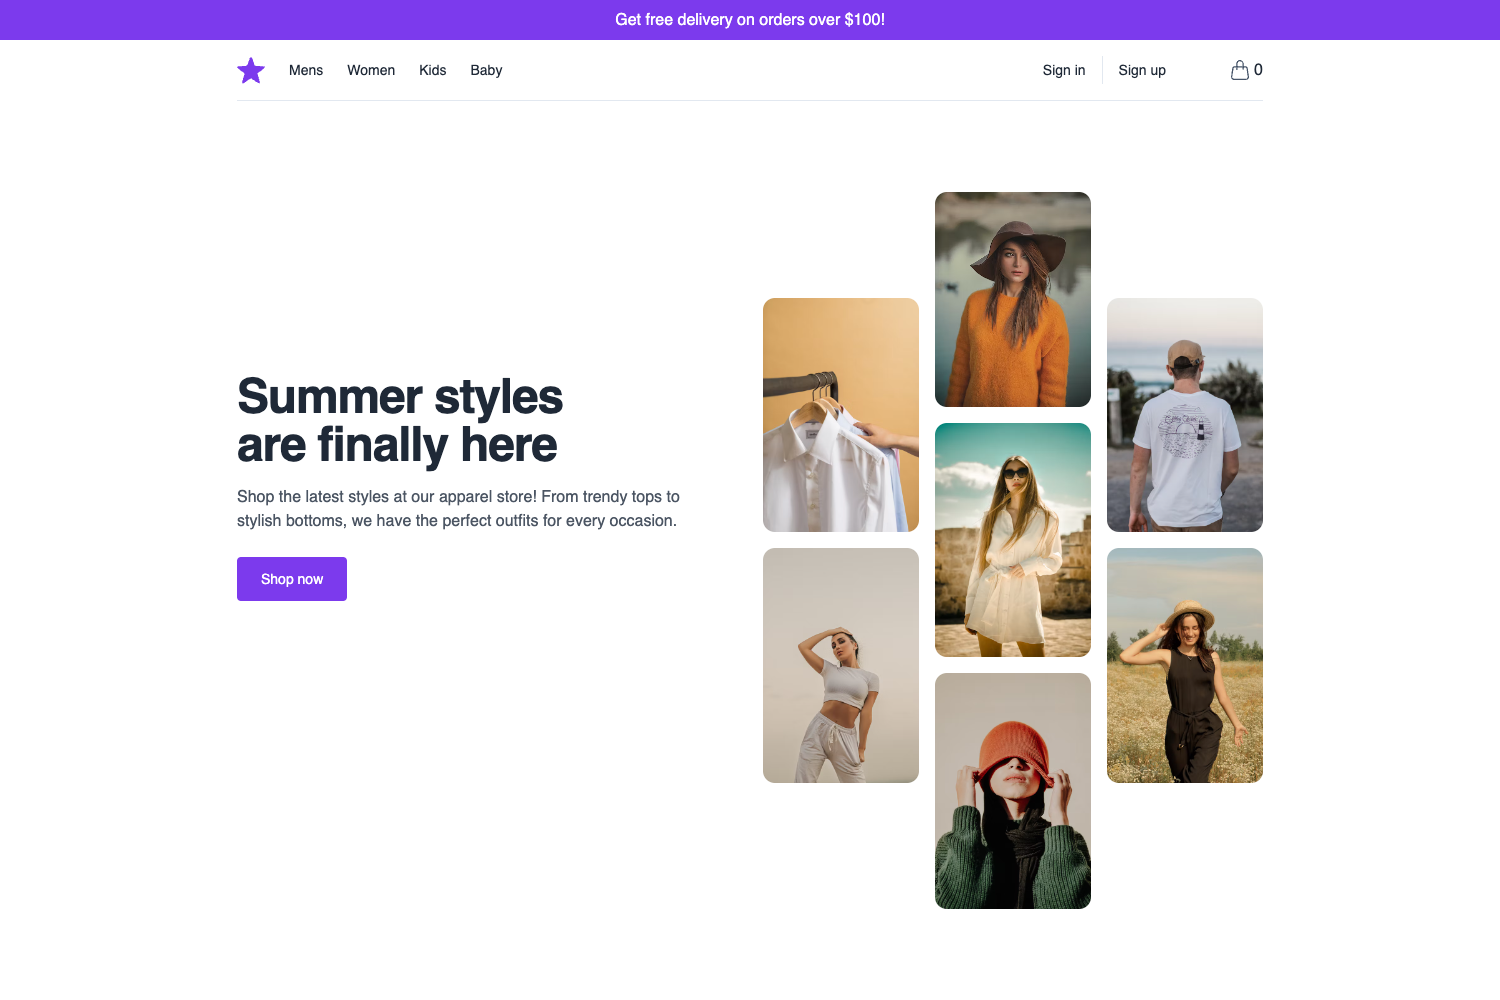 Get free delivery on orders over $100!
Mens Women Kids Baby Sign in Sign up 0
Summer styles
are finally here
Shop the latest styles at our apparel store! From trendy tops to
stylish bottoms, we have the perfect outfits for every occasion.
Shop now